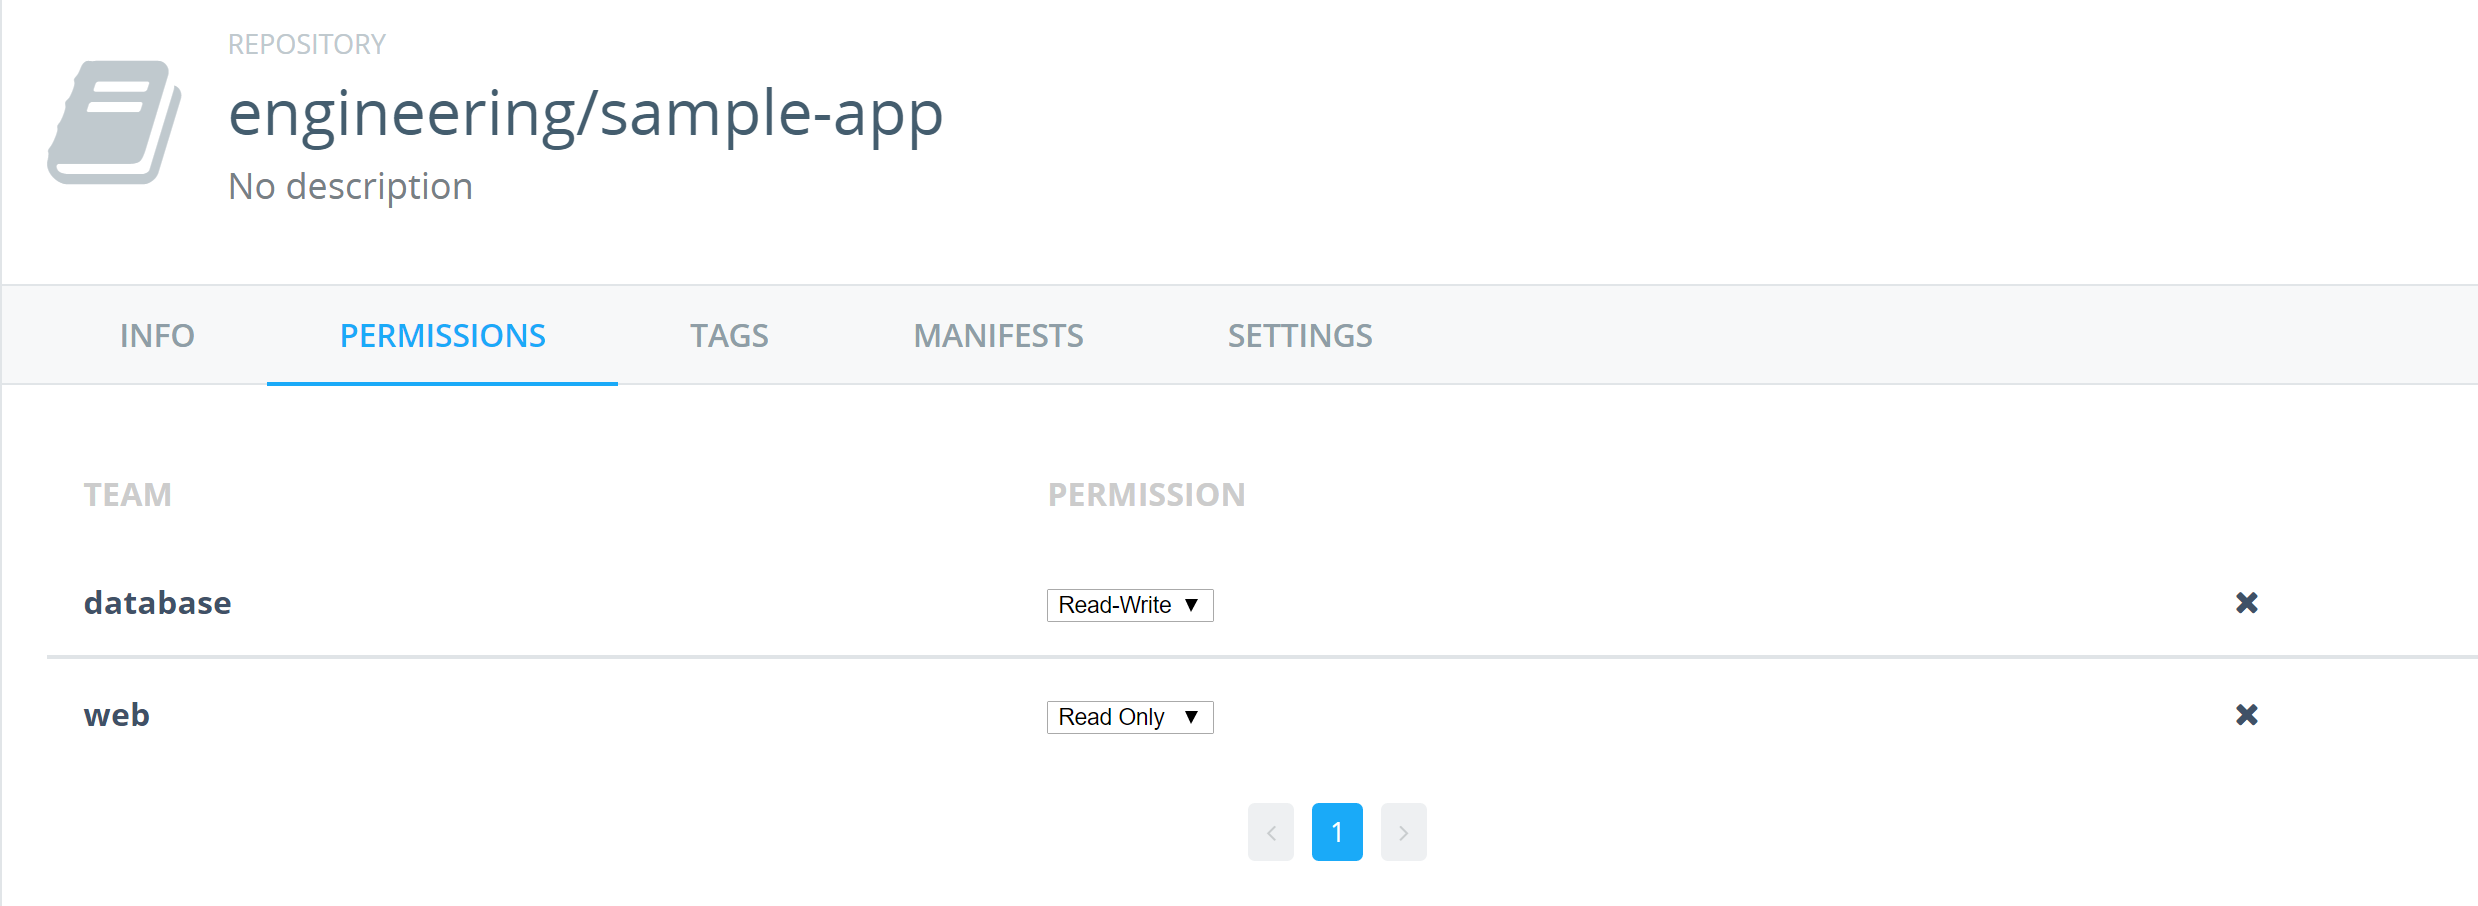 REPOSITORY
engineering/sample-app
No description
INFO PERMISSIONS TAGS MANIFESTS SETTINGS
TEAM PERMISSION
database Read-Write
web Read Only
1